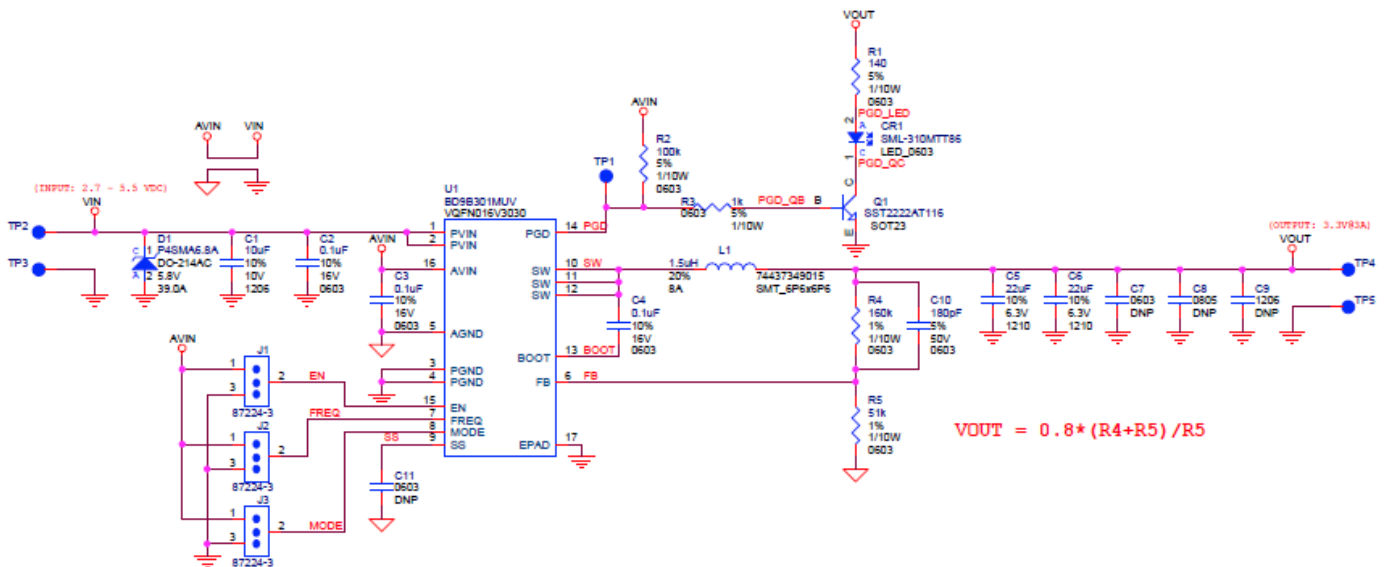 VOUT
R1
140
5%
1/10W
0603
PGD_LED
2
A
CR1
SML-310MTT86
LED_0603
C
1
PGD_QC
AVIN
VIN
AVIN
R2
100k
5%
1/10W
0603
TP1
R3
0603
1k
5%
1/10W
PGD_QB
B
C
E
Q1
SST2222AT116
SOT23
(INPUT: 2.7 - 5.5 VDC)
VIN
TP2
TP3
D1
P4SMA6.8A
DO-214AC
5.8V
39.0A
C
1
2
A
C1
10uF
10%
10V
1206
C2
0.1uF
10%
16V
0603
AVIN
C3
0.1uF
10%
16V
0603
U1
BD9B301MUV
VQFN016V3030
1
PVIN
2
PVIN
16
AVIN
5
AGND
3
PGND
4
PGND
15
EN
7
FREQ
8
MODE
9
SS
PGD
14
PGD
SW
10
SW
SW
11
SW
12
BOOT
13
BOOT
FB
6
FB
EPAD
17
1.5uH
20%
8A
L1
74437349015
SMT_6P6x6P6
C4
0.1uF
10%
16V
0603
R4
160k
1%
1/10W
0603
C10
180pF
5%
50V
0603
R5
51k
1%
1/10W
0603
C5
22uF
10%
6.3V
1210
C6
22uF
10%
6.3V
1210
C7
0603
DNP
C8
0805
DNP
C9
1206
DNP
(OUTPUT: 3.3V@3A)
VOUT
TP4
TP5
VOUT = 0.8*(R4+R5)/R5
AVIN
J1
1
2
3
EN
87224-3
J2
1
2
3
FREQ
87224-3
J3
1
2
3
MODE
87224-3
SS
C11
0603
DNP